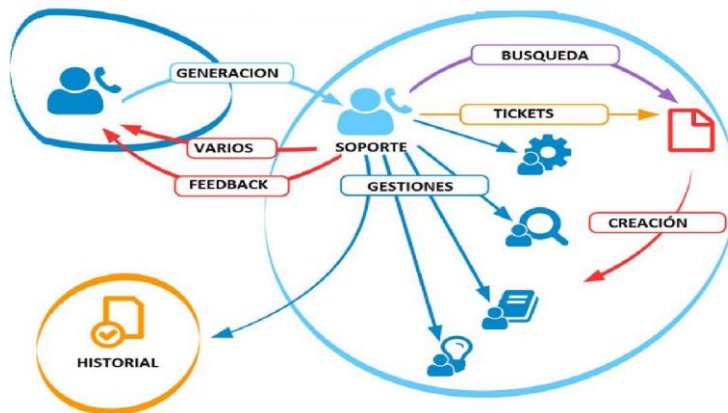 BUSQUEDA
GENERACION
TICKETS
VARIOS
SOPORTE
FEEDBACK
GESTIONES
CREACIÓN
HISTORIAL